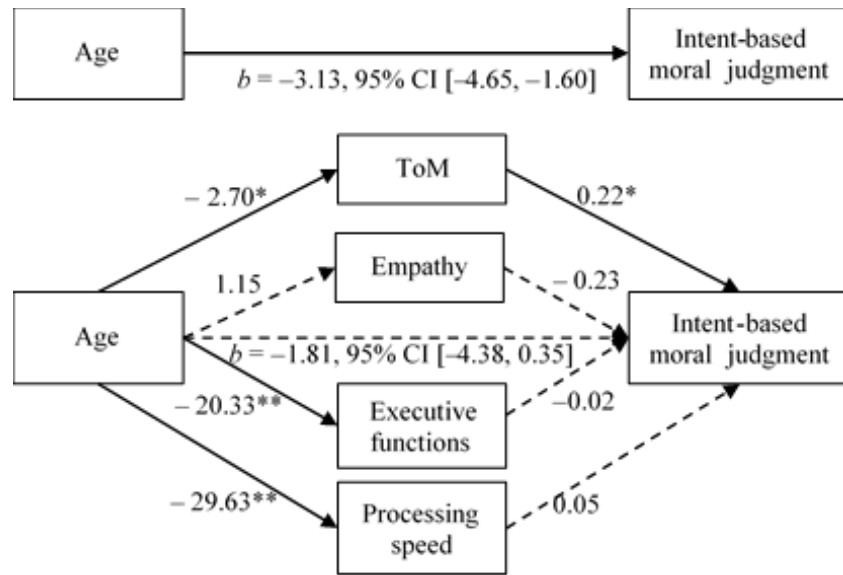 Age
Intent-based
moral judgment
b = –3.13, 95% CI [–4.65, –1.60]
ToM
– 2.70*
0.22*
Empathy
1.15
– 0.23
Age
Intent-based
moral judgment
b = –1.81, 95% CI [–4.38, 0.35]
– 20.33**
Executive
functions
–0.02
– 29.63**
Processing
speed
0.05